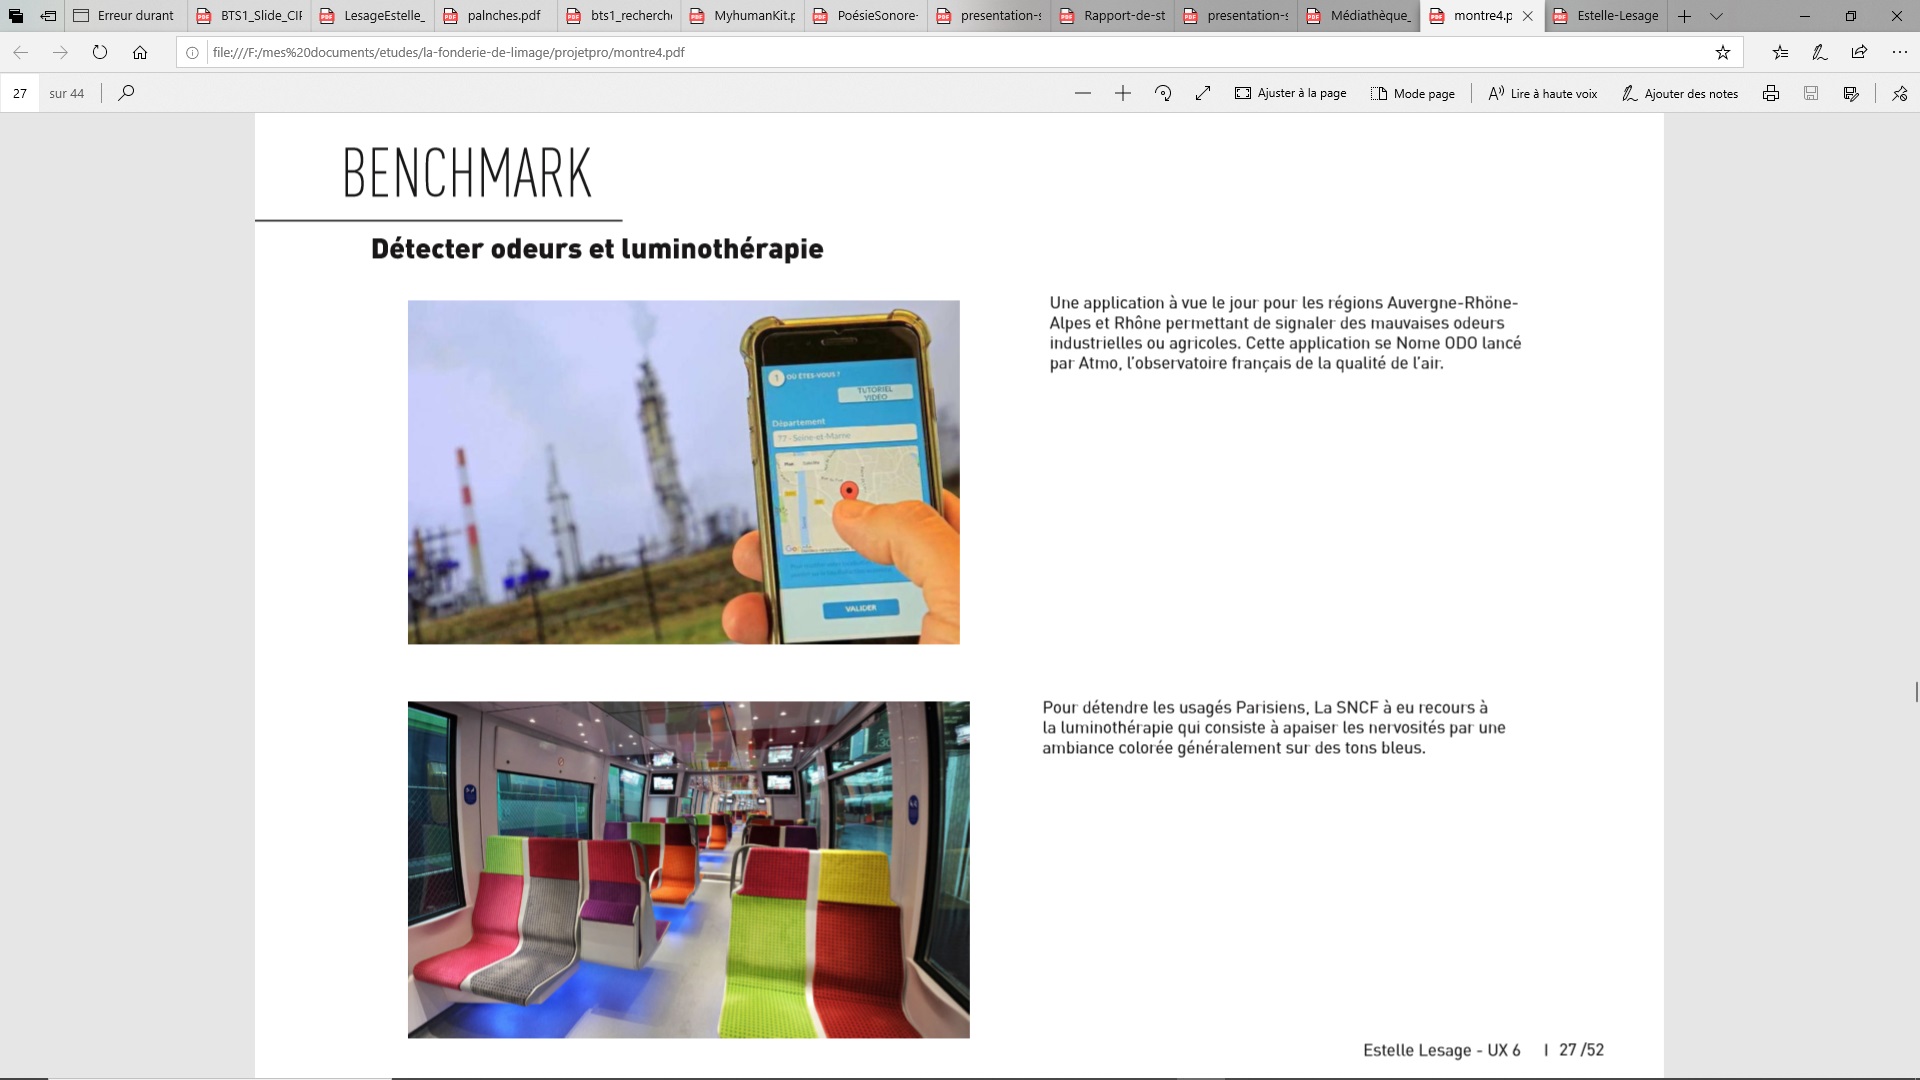 Erreur durant
BTS1_Slide_CIF
LesageEstelle_
palnches.pdf
bts1_recherch
MyhumanKit.p
PoésieSonore-
presentation-s
Rapport-de-st
presentation-s
Médiathèque_
montre4.p
Estelle-Lesage
file:///F:/mes%20documents/etudes/la-fonderie-de-limage/projetpro/montre4.pdf
27 sur 44
Ajuster à la page
Mode page
Lire à haute voix
Ajouter des notes
BENCHMARK
Détecter odeurs et luminothérapie
1 OÙ ÊTES-VOUS ?
TUTORIEL
VIDÉO
Département
77 - Seine-et-Marne
VALIDER
Une application à vue le jour pour les régions Auvergne-Rhöne-
Alpes et Rhône permettant de signaler des mauvaises odeurs
industrielles ou agricoles. Cette application se Nome ODO lancé
par Atmo, l'observatoire français de la qualité de l'air.
Pour détendre les usagés Parisiens, La SNCF à eu recours à
la luminothérapie qui consiste à apaiser les nervosités par une
ambiance colorée généralement sur des tons bleus.
Estelle Lesage - UX 6 | 27 /52